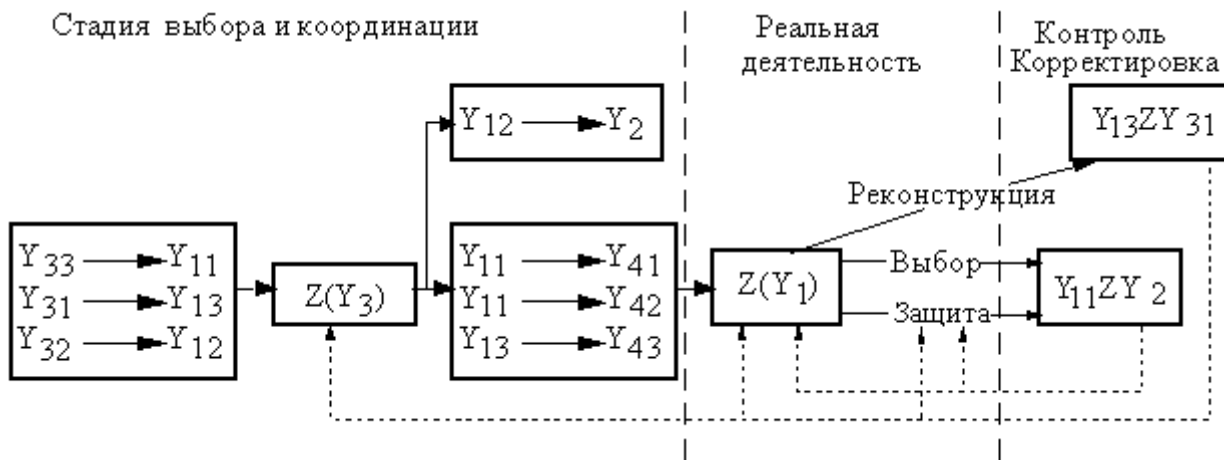 Стадия выбора и координации
Реальная
деятельность
Контроль
Корректировка
Y12 Y2
Y13ZY31
Реконструкция
Y33 Y11
Y31 Y13
Y32 Y12
Z(Y3)
Y11 Y41
Y11 Y42
Y13 Y43
Z(Y1)
Выбор
Защита
Y11ZY2